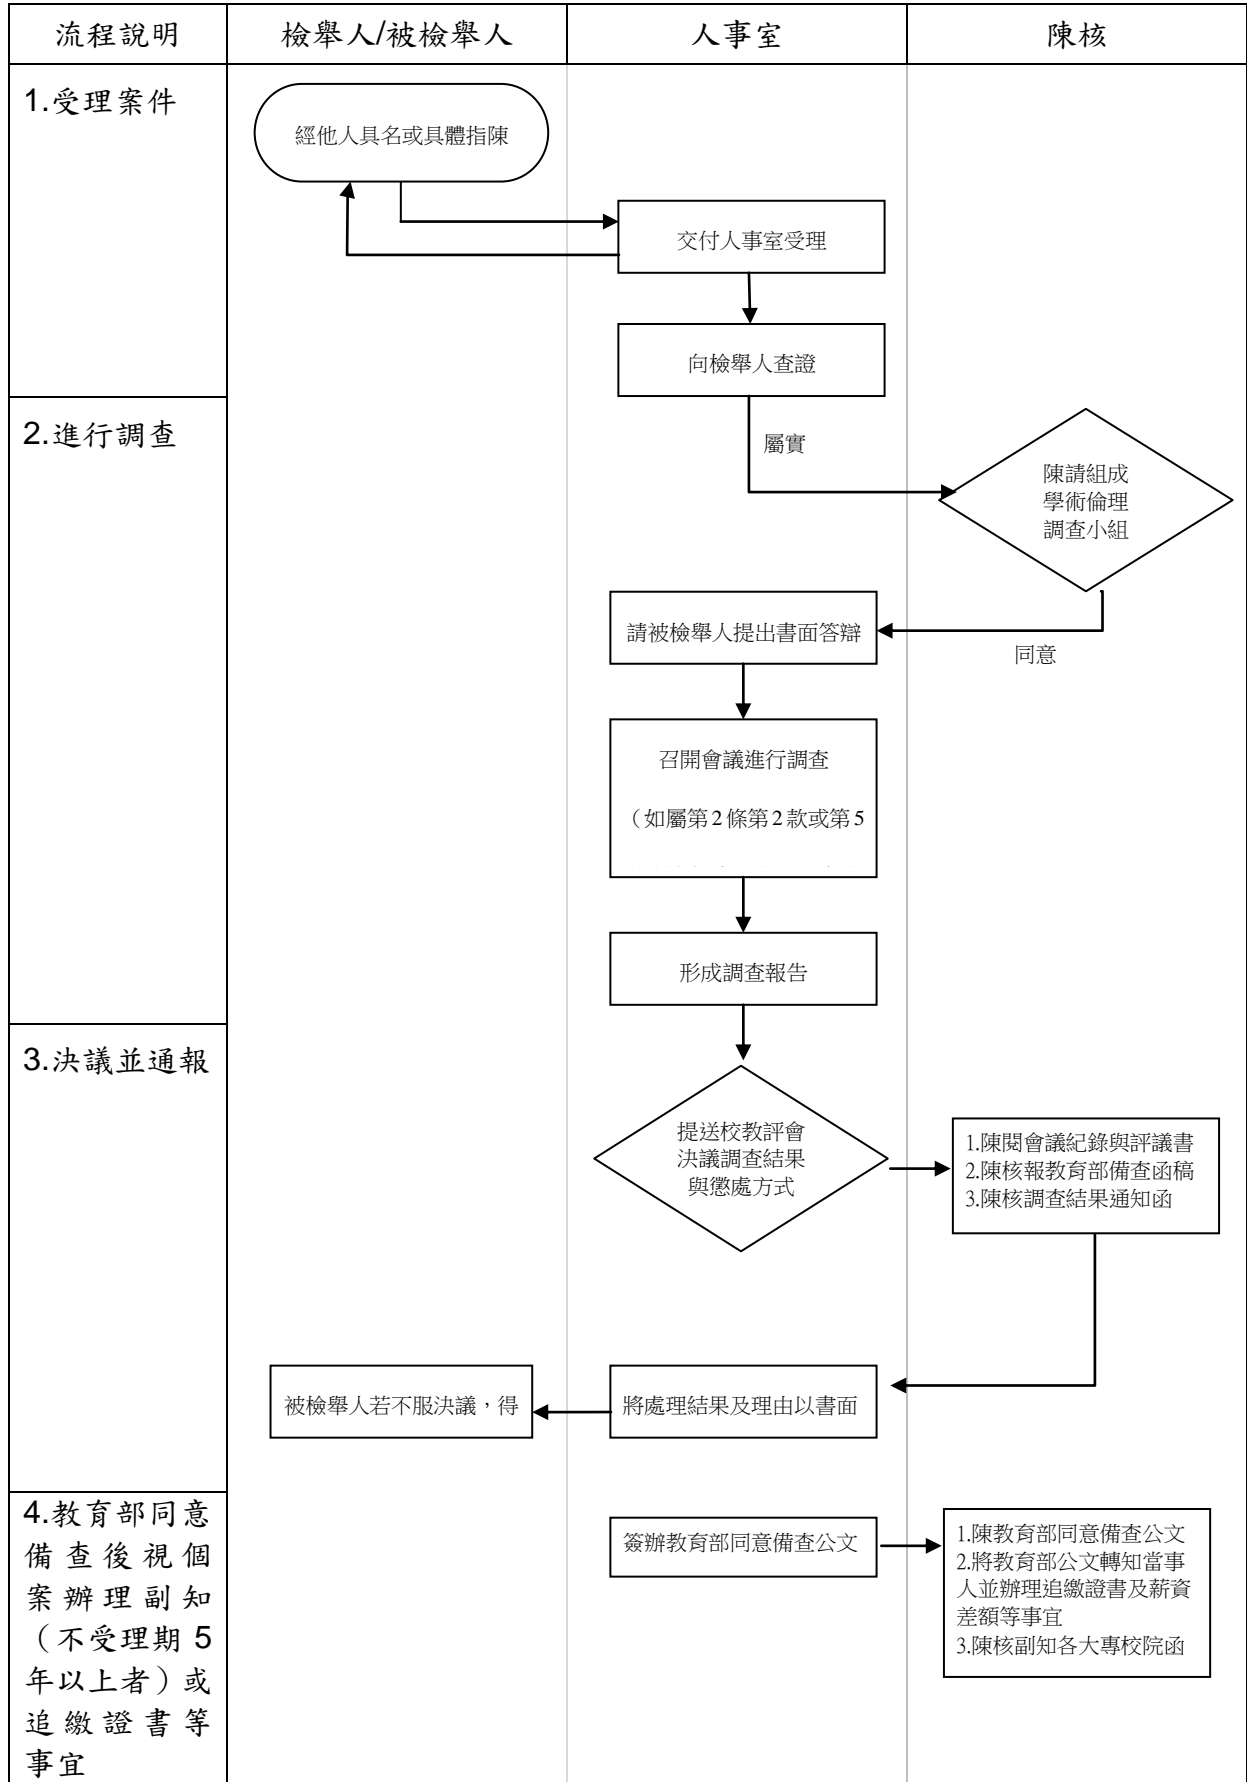 流程說明
檢舉人/被檢舉人
人事室
陳核
1.受理案件
經他人具名或具體指陳
交付人事室受理
向檢舉人查證
2.進行調查
屬實
陳請組成
學術倫理
調查小組
請被檢舉人提出書面答辯
同意
召開會議進行調查
（如屬第2條第2款或第5
形成調查報告
3.決議並通報
提送校教評會
決議調查結果
與懲處方式
1.陳閱會議紀錄與評議書
2.陳核報教育部備查函稿
3.陳核調查結果通知函
被檢舉人若不服決議，得
將處理結果及理由以書面
4.教育部同意
備查後視個
案辦理副知
（不受理期 5
年以上者）或
追繳證書等
事宜
簽辦教育部同意備查公文
1.陳教育部同意備查公文
2.將教育部公文轉知當事
人並辦理追繳證書及薪資
差額等事宜
3.陳核副知各大專校院函